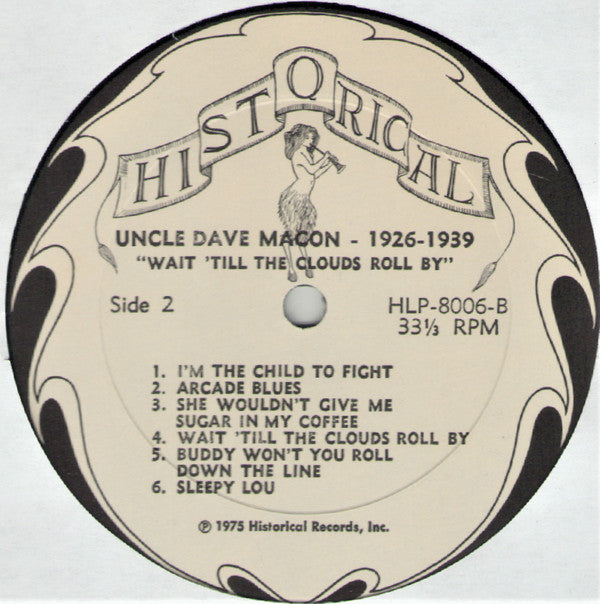 HISTORICAL
UNCLE DAVE MACON - 1926-1939
"WAIT 'TILL THE CLOUDS ROLL BY"
Side 2
HLP-8006-B
33⅓ RPM
1. I'M THE CHILD TO FIGHT
2. ARCADE BLUES
3. SHE WOULDN'T GIVE ME
SUGAR IN MY COFFEE
4. WAIT 'TILL THE CLOUDS ROLL BY
5. BUDDY WON'T YOU ROLL
DOWN THE LINE
6. SLEEPY LOU
℗ 1975 Historical Records, Inc.